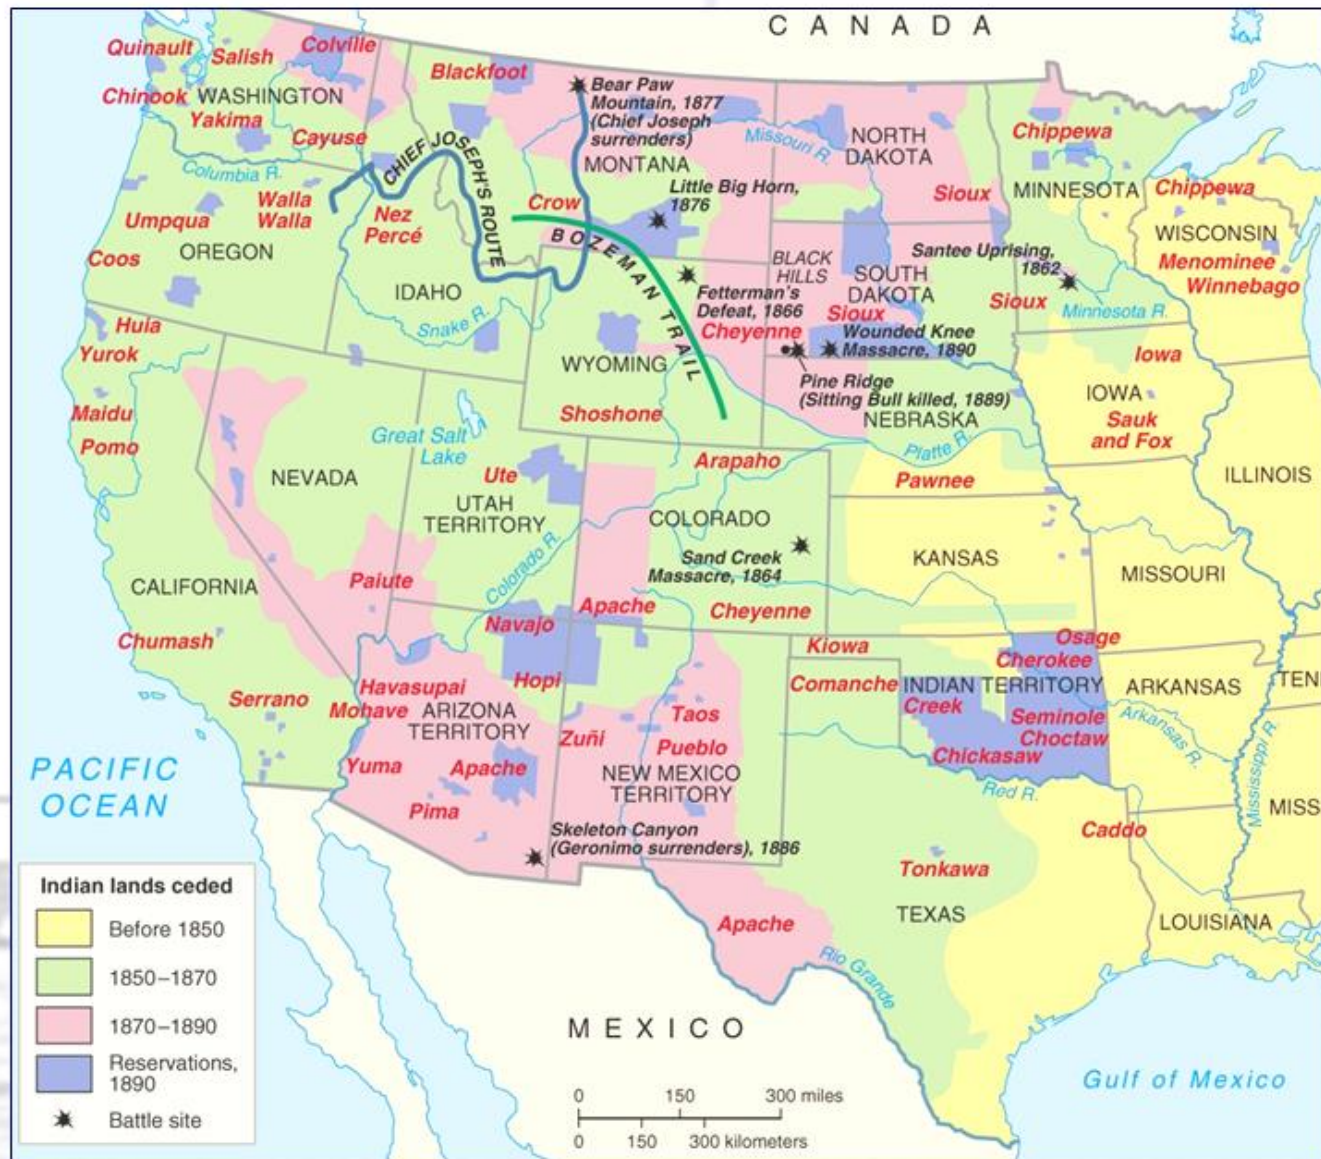 CANADA
Quinault
Salish
Colville
Blackfoot
Chinook
WASHINGTON
Yakima
Cayuse
Columbia R.
CHIEF JOSEPH'S ROUTE
Bear Paw
Mountain, 1877
(Chief Joseph
surrenders)
MONTANA
Missouri R.
NORTH
DAKOTA
Chippewa
MINNESOTA
Chippewa
WISCONSIN
Menominee
Winnebago
Walla
Walla
Umpqua
Coos
OREGON
Nez
Percé
IDAHO
Snake R.
Crow
Little Big Horn,
1876
BOZEMAN TRAIL
Sioux
BLACK
HILLS
SOUTH
DAKOTA
Sioux
Santee Uprising,
1862
Sioux
Minnesota R.
Fetterman's
Defeat, 1866
Cheyenne
Wounded Knee
Massacre, 1890
Pine Ridge
(Sitting Bull killed, 1889)
NEBRASKA
Platte R.
Huia
Yurok
Maidu
Pomo
WYOMING
Shoshone
Iowa
IOWA
Sauk
and Fox
ILLINOIS
Great Salt
Lake
NEVADA
Ute
UTAH
TERRITORY
Arapaho
COLORADO
Sand Creek
Massacre, 1864
Cheyenne
Pawnee
KANSAS
MISSOURI
CALIFORNIA
Paiute
Colorado R.
Apache
Navajo
Hopi
Chumash
Serrano
Havasupai
Mohave
ARIZONA
TERRITORY
Yuma
Apache
Pima
Zuñi
Taos
Pueblo
NEW MEXICO
TERRITORY
Kiowa
Comanche
Osage
Cherokee
INDIAN TERRITORY
Creek
Seminole
Choctaw
Chickasaw
ARKANSAS
Arkansas R.
TEN
Mississippi R.
MISS
Red R.
Caddo
Skeleton Canyon
(Geronimo surrenders), 1886
Tonkawa
TEXAS
LOUISIANA
Apache
Rio Grande
PACIFIC
OCEAN
MEXICO
Gulf of Mexico
Indian lands ceded
Before 1850
1850–1870
1870–1890
Reservations,
1890
Battle site
0 150 300 miles
0 150 300 kilometers